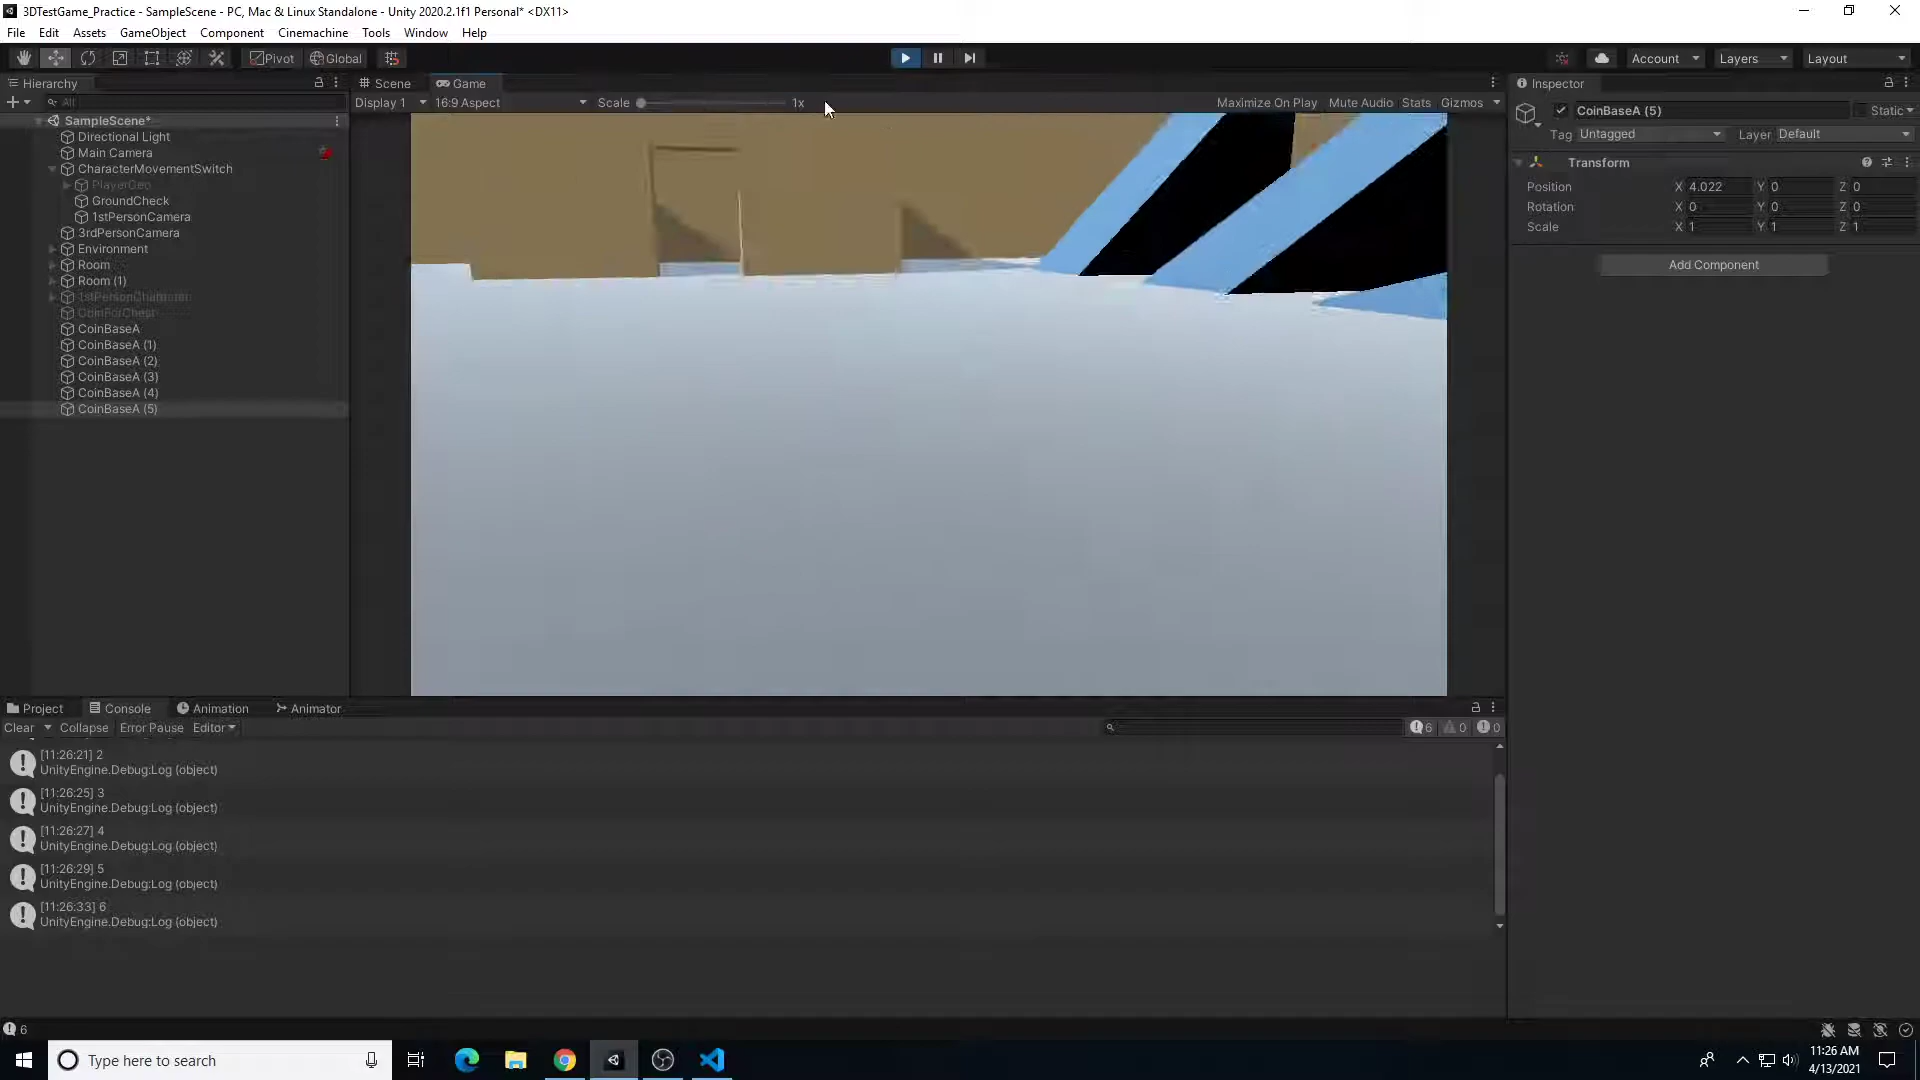 3DTestGame_Practice - SampleScene - PC, Mac & Linux Standalone - Unity 2020.2.1f1 Personal* <DX11>
File Edit Assets GameObject Component Cinemachine Tools Window Help
Pivot Global Account Layers Layout
Hierarchy Scene Game Inspector
All Display 1 16:9 Aspect Scale 1x Maximize On Play Mute Audio Stats Gizmos
CoinBaseA (5) Static
Tag Untagged Layer Default
SampleScene*
Directional Light
Main Camera
CharacterMovementSwitch
PlayerGeo
GroundCheck
1stPersonCamera
3rdPersonCamera
Environment
Room
Room (1)
1stPersonCharacter
CoinForChest
CoinBaseA
CoinBaseA (1)
CoinBaseA (2)
CoinBaseA (3)
CoinBaseA (4)
CoinBaseA (5)
Transform
Position X 4.022 Y 0 Z 0
Rotation X 0 Y 0 Z 0
Scale X 1 Y 1 Z 1
Add Component
Project Console Animation Animator
Clear Collapse Error Pause Editor 6 0 0
[11:26:21] 2
UnityEngine.Debug:Log (object)
[11:26:25] 3
UnityEngine.Debug:Log (object)
[11:26:27] 4
UnityEngine.Debug:Log (object)
[11:26:29] 5
UnityEngine.Debug:Log (object)
[11:26:33] 6
UnityEngine.Debug:Log (object)
6
Type here to search
11:26 AM
4/13/2021